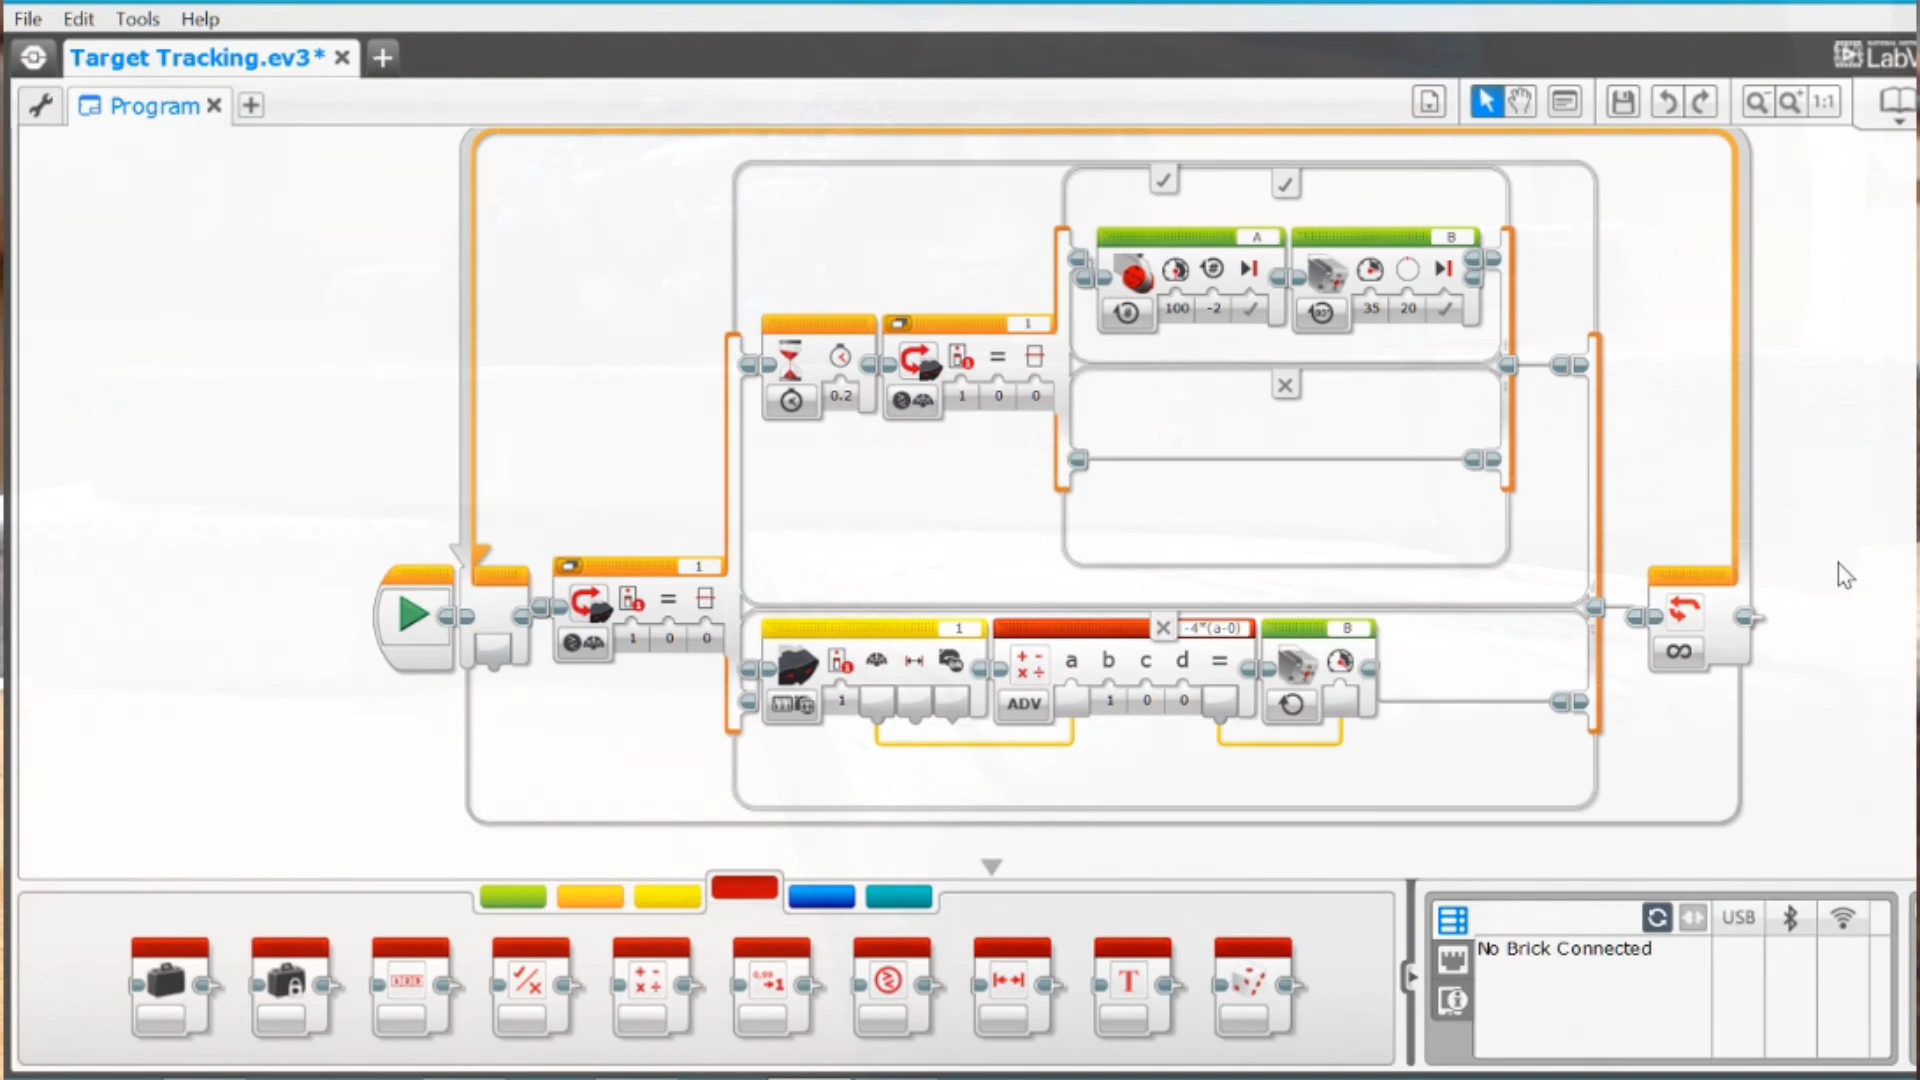 File Edit Tools Help
Target Tracking.ev3*
LabV
Program
1:1
A B
100 -2 35 20
1
= 
0.2 1 0 0
1
=
1 0 0
1 -4*(a-0) B
a b c d =
1 ADV 1 0 0
T
USB
No Brick Connected